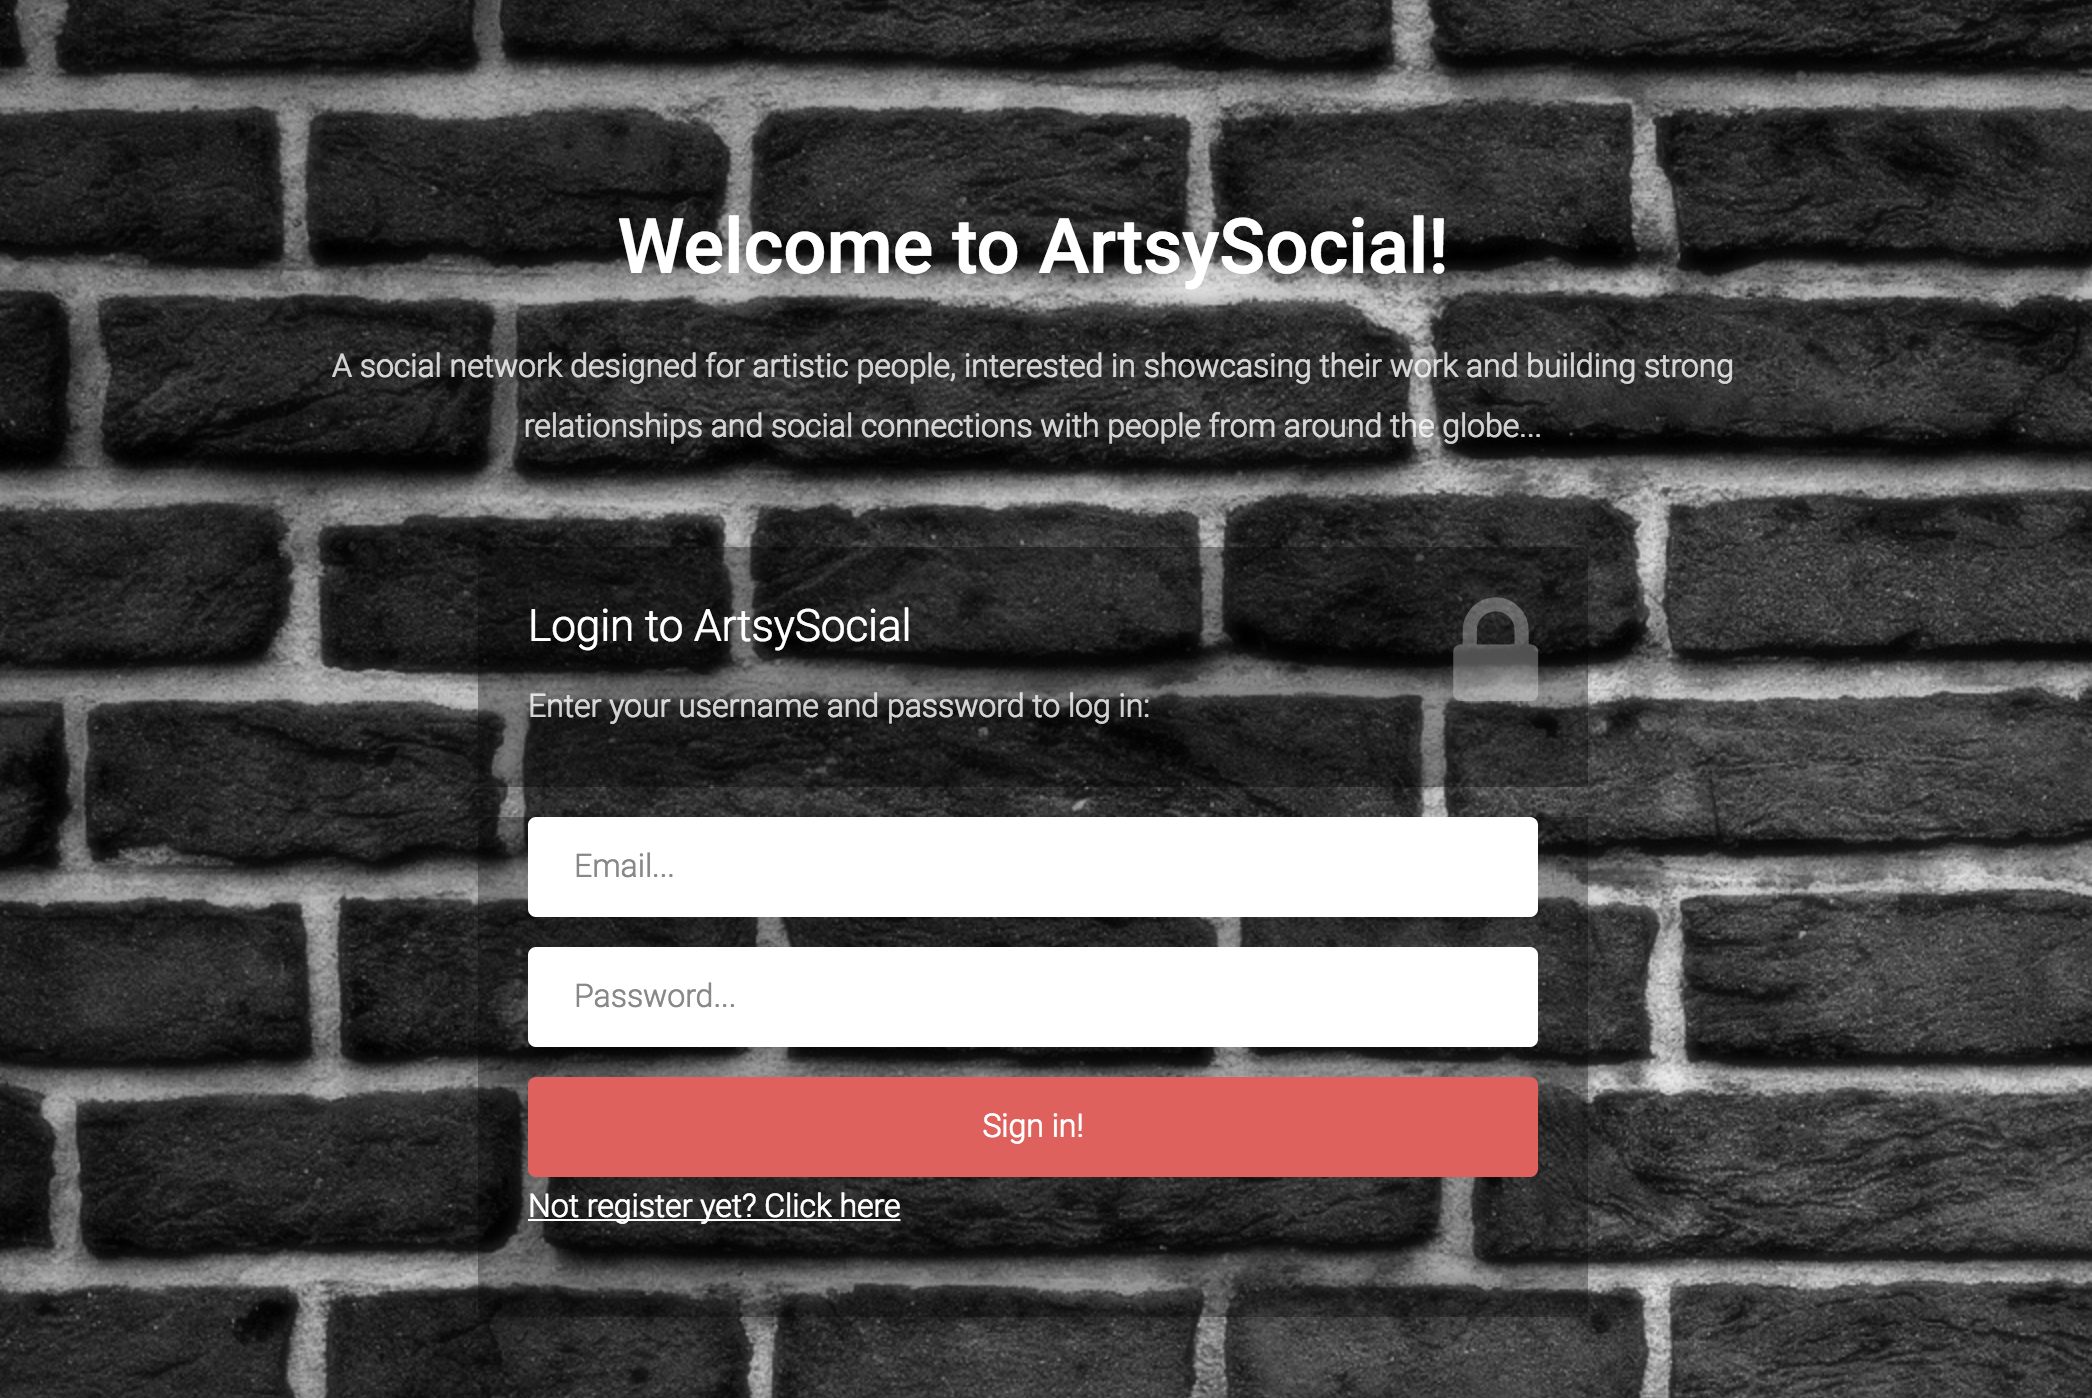 Welcome to ArtsySocial!
A social network designed for artistic people, interested in showcasing their work and building strong
relationships and social connections with people from around the globe...
Login to ArtsySocial
Enter your username and password to log in:
Email...
Password...
Sign in!
Not register yet? Click here